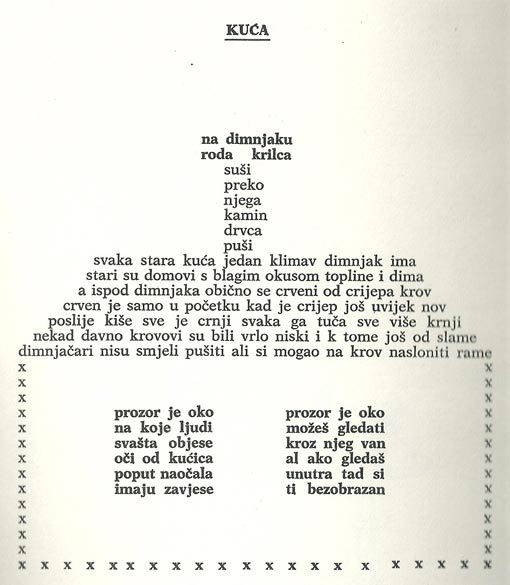 KUĆA
na dimnjaku
roda krilca
suši
preko
njega
kamin
drvca
puši
svaka stara kuća jedan klimav dimnjak ima
stari su domovi s blagim okusom topline i dima
a ispod dimnjaka obično se crveni od crijepa krov
crven je samo u početku kad je crijep još uvijek nov
poslije kiše sve je crnji svaka ga tuča sve više krnji
nekad davno krovovi su bili vrlo niski i k tome još od slame
dimnjačari nisu smjeli pušiti ali si mogao na krov nasloniti rame
x x
x x
x x
x prozor je oko prozor je oko x
x na koje ljudi možeš gledati x
x svašta objese kroz njeg van x
x oči od kućica al ako gledaš x
x poput naočala unutra tad si x
x imaju zavjese ti bezobrazan x
x x
x x
x x
x x
x x x x x x x x x x x x x x x x x x x x x x